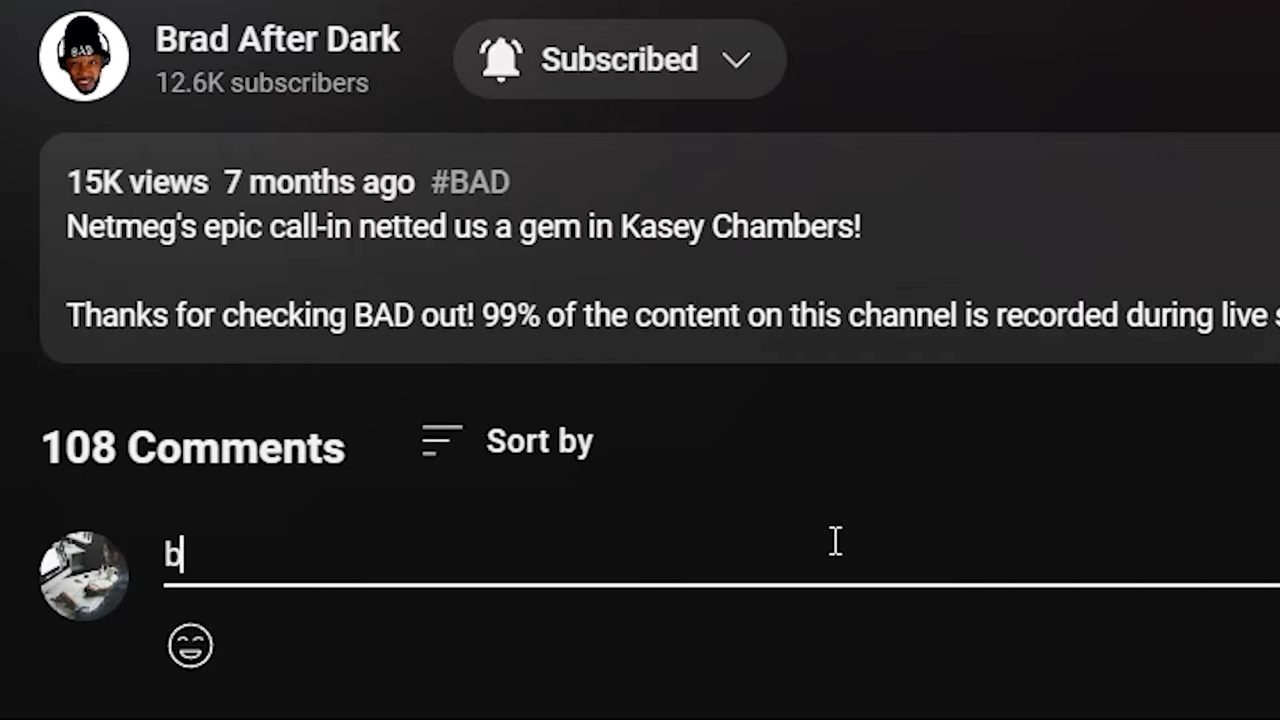 Brad After Dark
12.6K subscribers
Subscribed
BAD
15K views 7 months ago #BAD
Netmeg's epic call-in netted us a gem in Kasey Chambers!
Thanks for checking BAD out! 99% of the content on this channel is recorded during live
108 Comments
Sort by
b